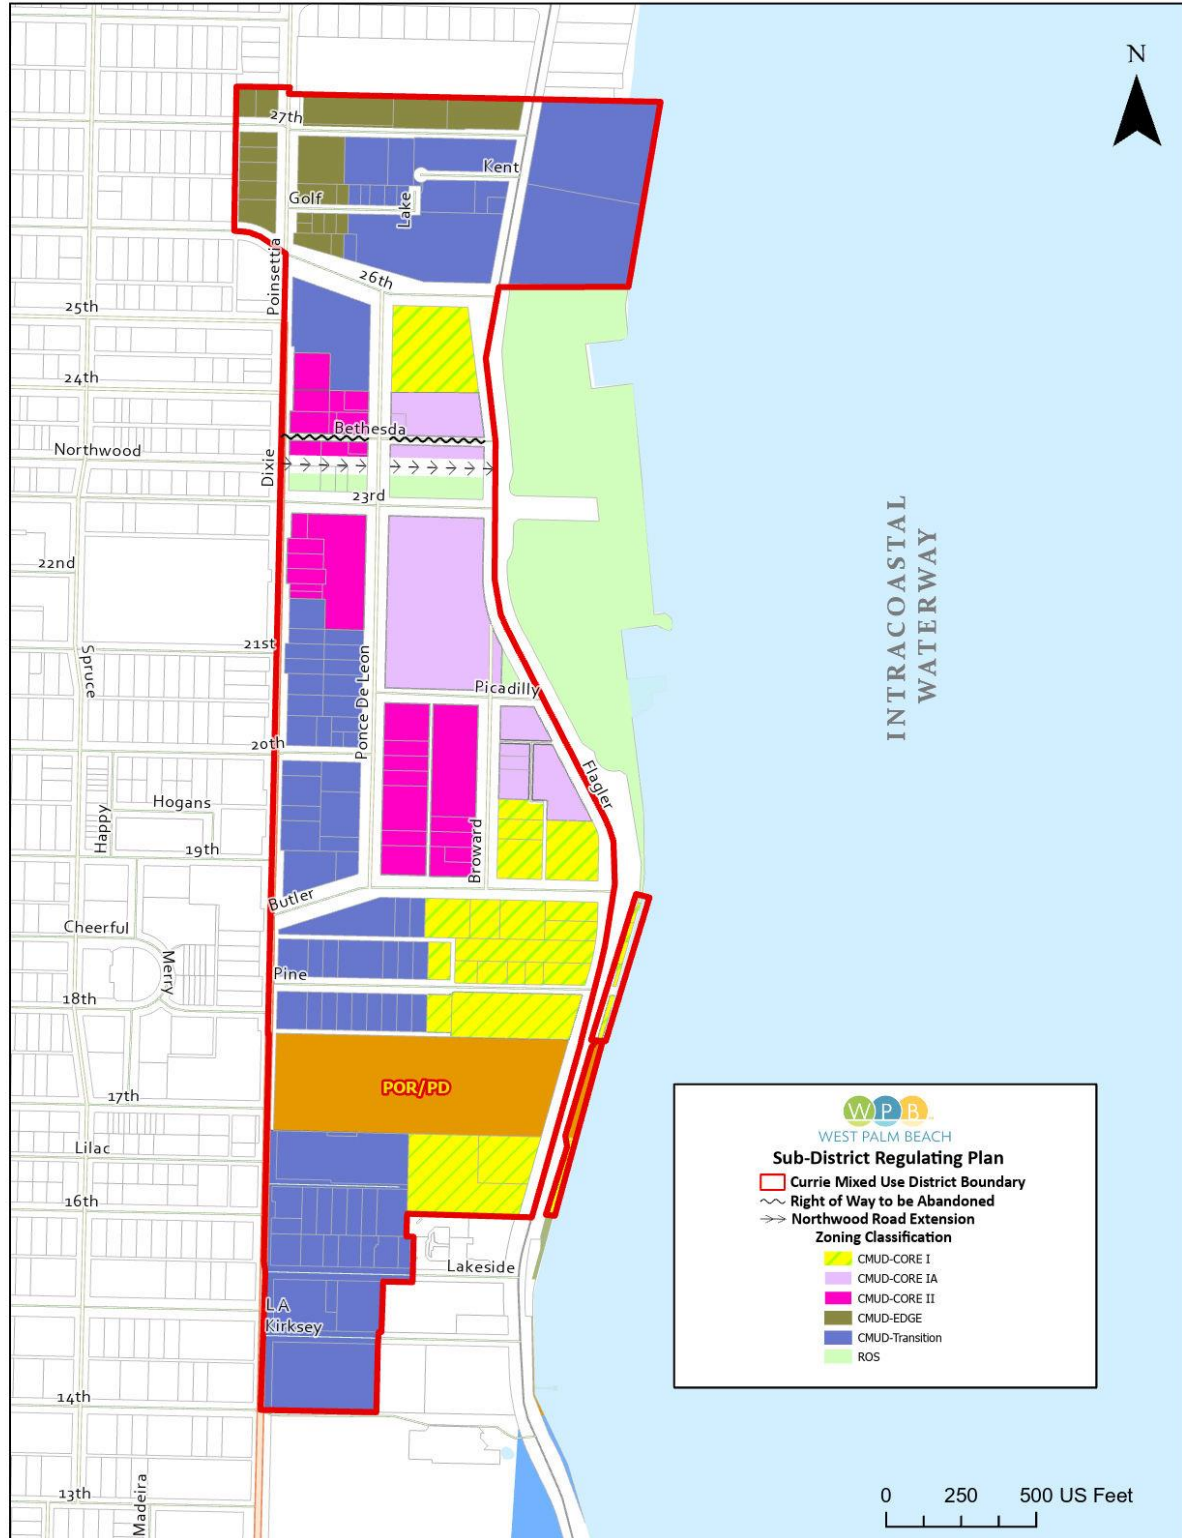 N
27th
Kent
Golf
Lake
Poinsettia
26th
25th
24th
Bethesda
Northwood
Dixie
23rd
INTRACOASTAL
WATERWAY
22nd
21st
Spruce
Ponce De Leon
Picadilly
20th
Flagler
Hogans
Happy
19th
Broward
Butler
Cheerful
Merry
Pine
18th
POR/PD
17th
Lilac
16th
Lakeside
L A
Kirksey
14th
13th
Madeira
WPB
WEST PALM BEACH
Sub-District Regulating Plan
Currie Mixed Use District Boundary
Right of Way to be Abandoned
Northwood Road Extension
Zoning Classification
CMUD-CORE I
CMUD-CORE IA
CMUD-CORE II
CMUD-EDGE
CMUD-Transition
ROS
0 250 500 US Feet